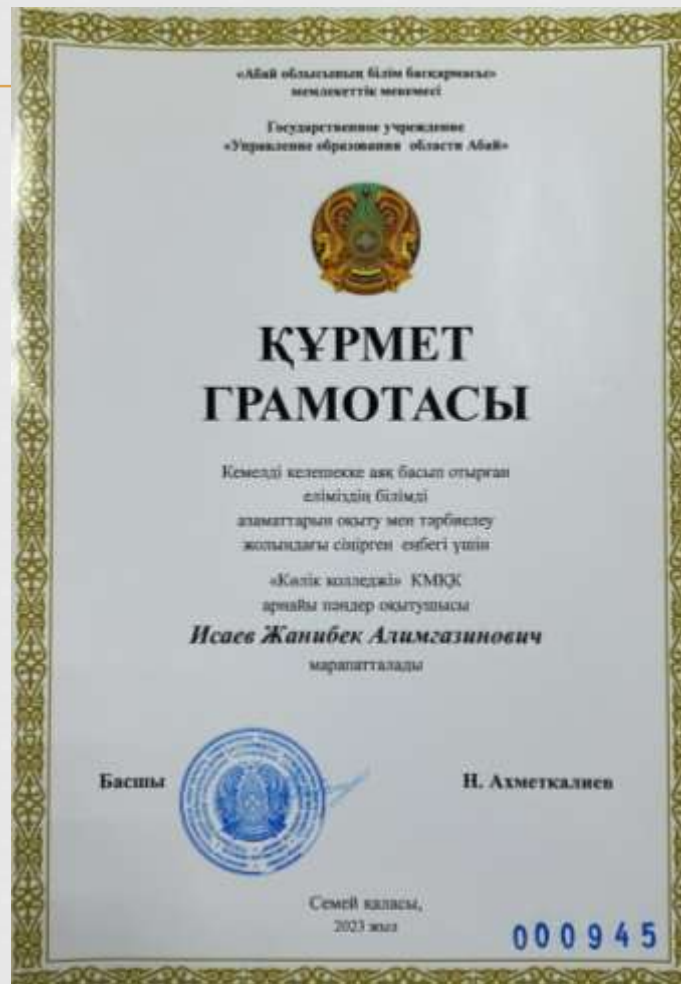 «Абай облысының білім басқармасы»
мемлекеттік мекемесі
Государственное учреждение
«Управление образования области Абай»
ҚҰРМЕТ
ГРАМОТАСЫ
Кемелді келешекке аяқ басып отырған
еліміздің білімді
азаматтарын оқыту мен тәрбиелеу
жолындағы сіңірген еңбегі үшін
«Көлік колледжі» КМҚК
арнайы пәндер оқытушысы
Исаев Жанибек Алимгазинович
марапатталады
Басшы
Н. Ахметкалиев
Семей қаласы,
2023 жыл
000945